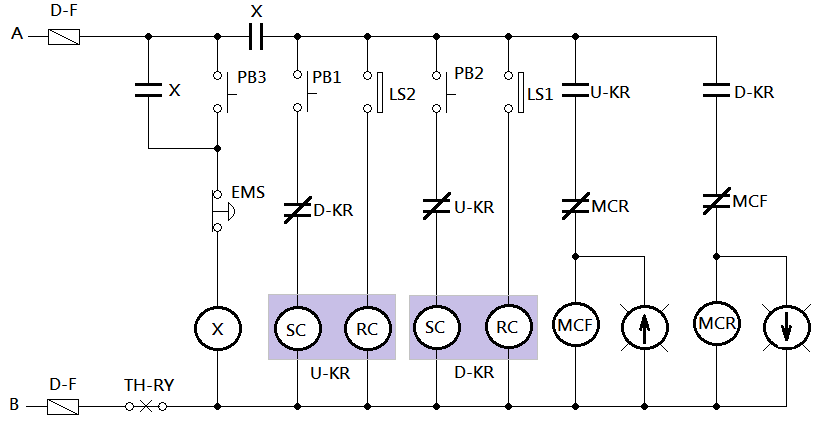 D-F
X
A
X
PB3
PB1
LS2
PB2
LS1
U-KR
D-KR
EMS
D-KR
U-KR
MCR
MCF
X
SC
RC
SC
RC
MCF
MCR
U-KR
D-KR
D-F
TH-RY
B